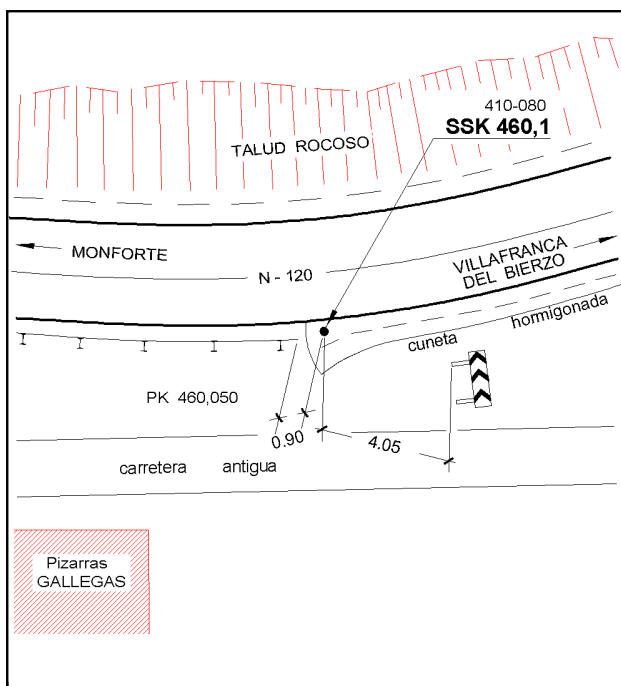 410-080
SSK 460,1
TALUD ROCOSO
MONFORTE
VILLAFRANCA
DEL BIERZO
N - 120
hormigonada
cuneta
PK 460,050
0.90
4.05
carretera antigua
Pizarras
GALLEGAS